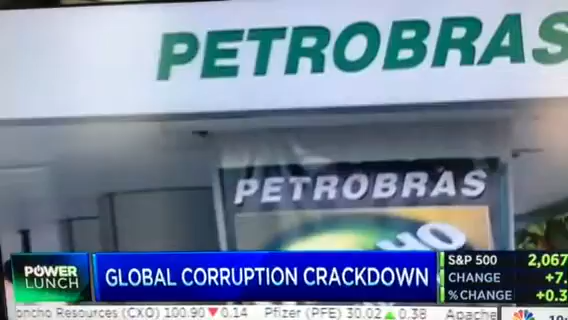 PETROBRAS
PETROBRAS
HO
POWER
LUNCH
GLOBAL CORRUPTION CRACKDOWN
S&P 500 2,067
CHANGE +7.
% CHANGE +0.3
oncho Resources (CXO) 100.90▼0.14 Pfizer (PFE) 30.02▲0.38 Apache